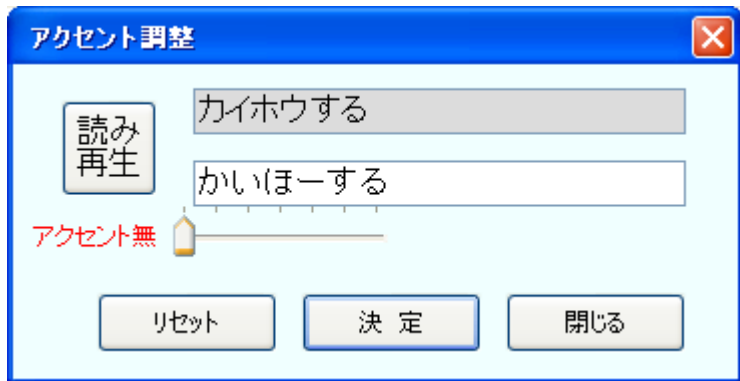 アクセント調整
読み
再生
カイホウする
かいほーする
アクセント無
リセット
決 定
閉じる